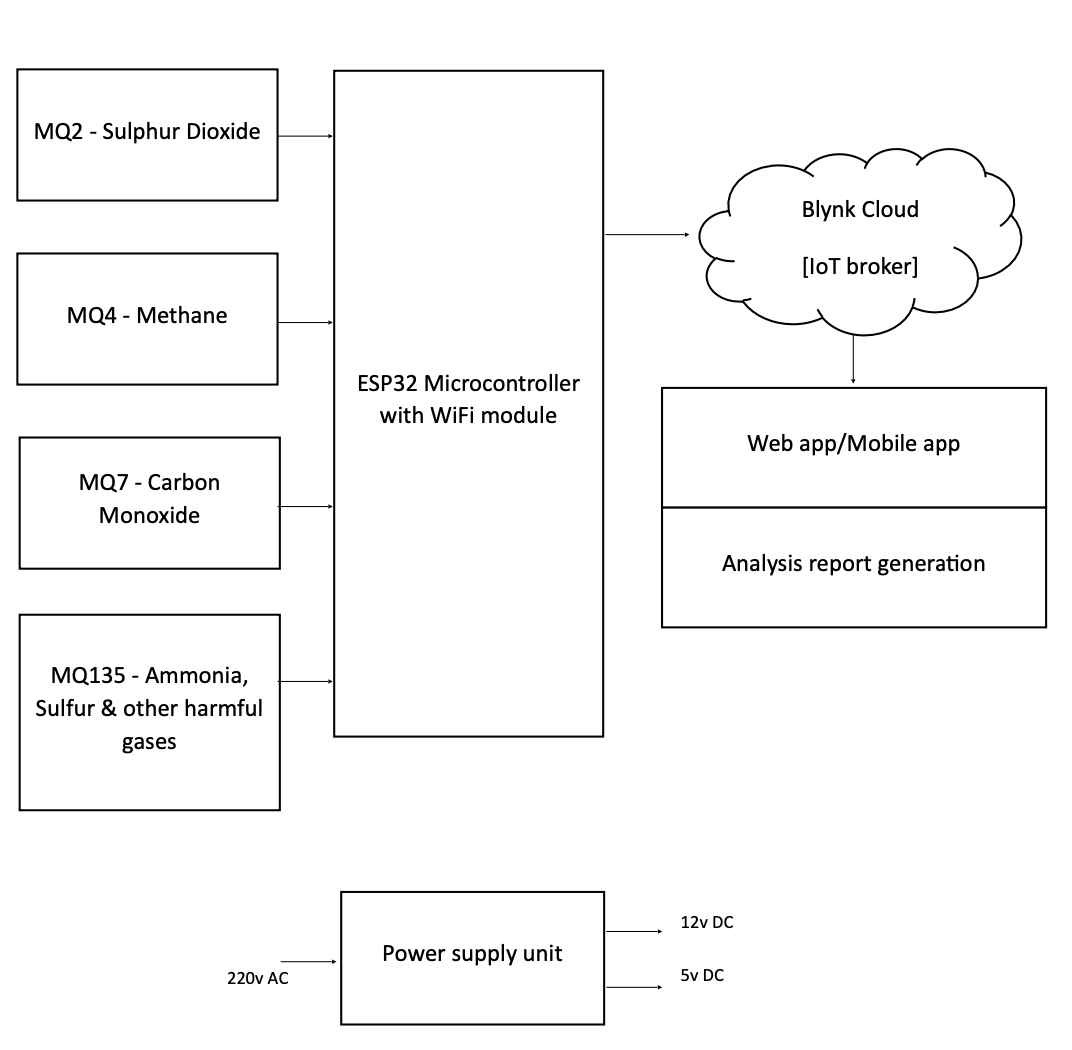 MQ2 - Sulphur Dioxide
MQ4 - Methane
MQ7 - Carbon
Monoxide
MQ135 - Ammonia,
Sulfur & other harmful
gases
ESP32 Microcontroller
with WiFi module
Blynk Cloud
[IoT broker]
Web app/Mobile app
Analysis report generation
220v AC
Power supply unit
12v DC
5v DC